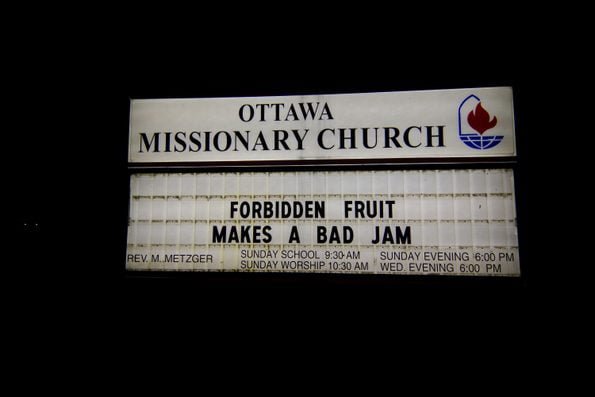 OTTAWA
MISSIONARY CHURCH
FORBIDDEN FRUIT
MAKES A BAD JAM
REV. M. METZGER
SUNDAY SCHOOL 9:30 AM
SUNDAY WORSHIP 10:30 AM
SUNDAY EVENING 6:00 PM
WED. EVENING 6:00 PM